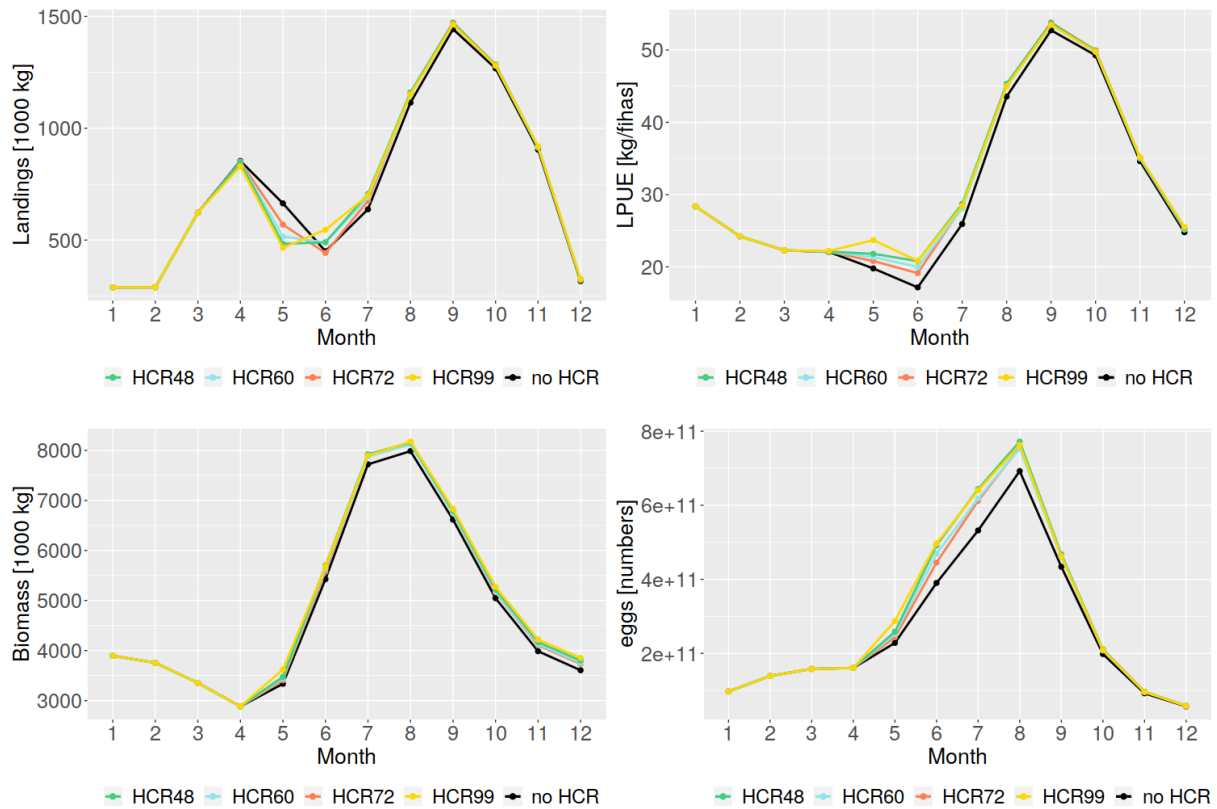 Landings [1000 kg]
1500
1000
500
1 2 3 4 5 6 7 8 9 10 11 12
Month
HCR48 HCR60 HCR72 HCR99 no HCR
LPUE [kg/fihas]
50
40
30
20
1 2 3 4 5 6 7 8 9 10 11 12
Month
HCR48 HCR60 HCR72 HCR99 no HCR
Biomass [1000 kg]
8000
7000
6000
5000
4000
3000
1 2 3 4 5 6 7 8 9 10 11 12
Month
HCR48 HCR60 HCR72 HCR99 no HCR
eggs [numbers]
8e+11
6e+11
4e+11
2e+11
1 2 3 4 5 6 7 8 9 10 11 12
Month
HCR48 HCR60 HCR72 HCR99 no HCR